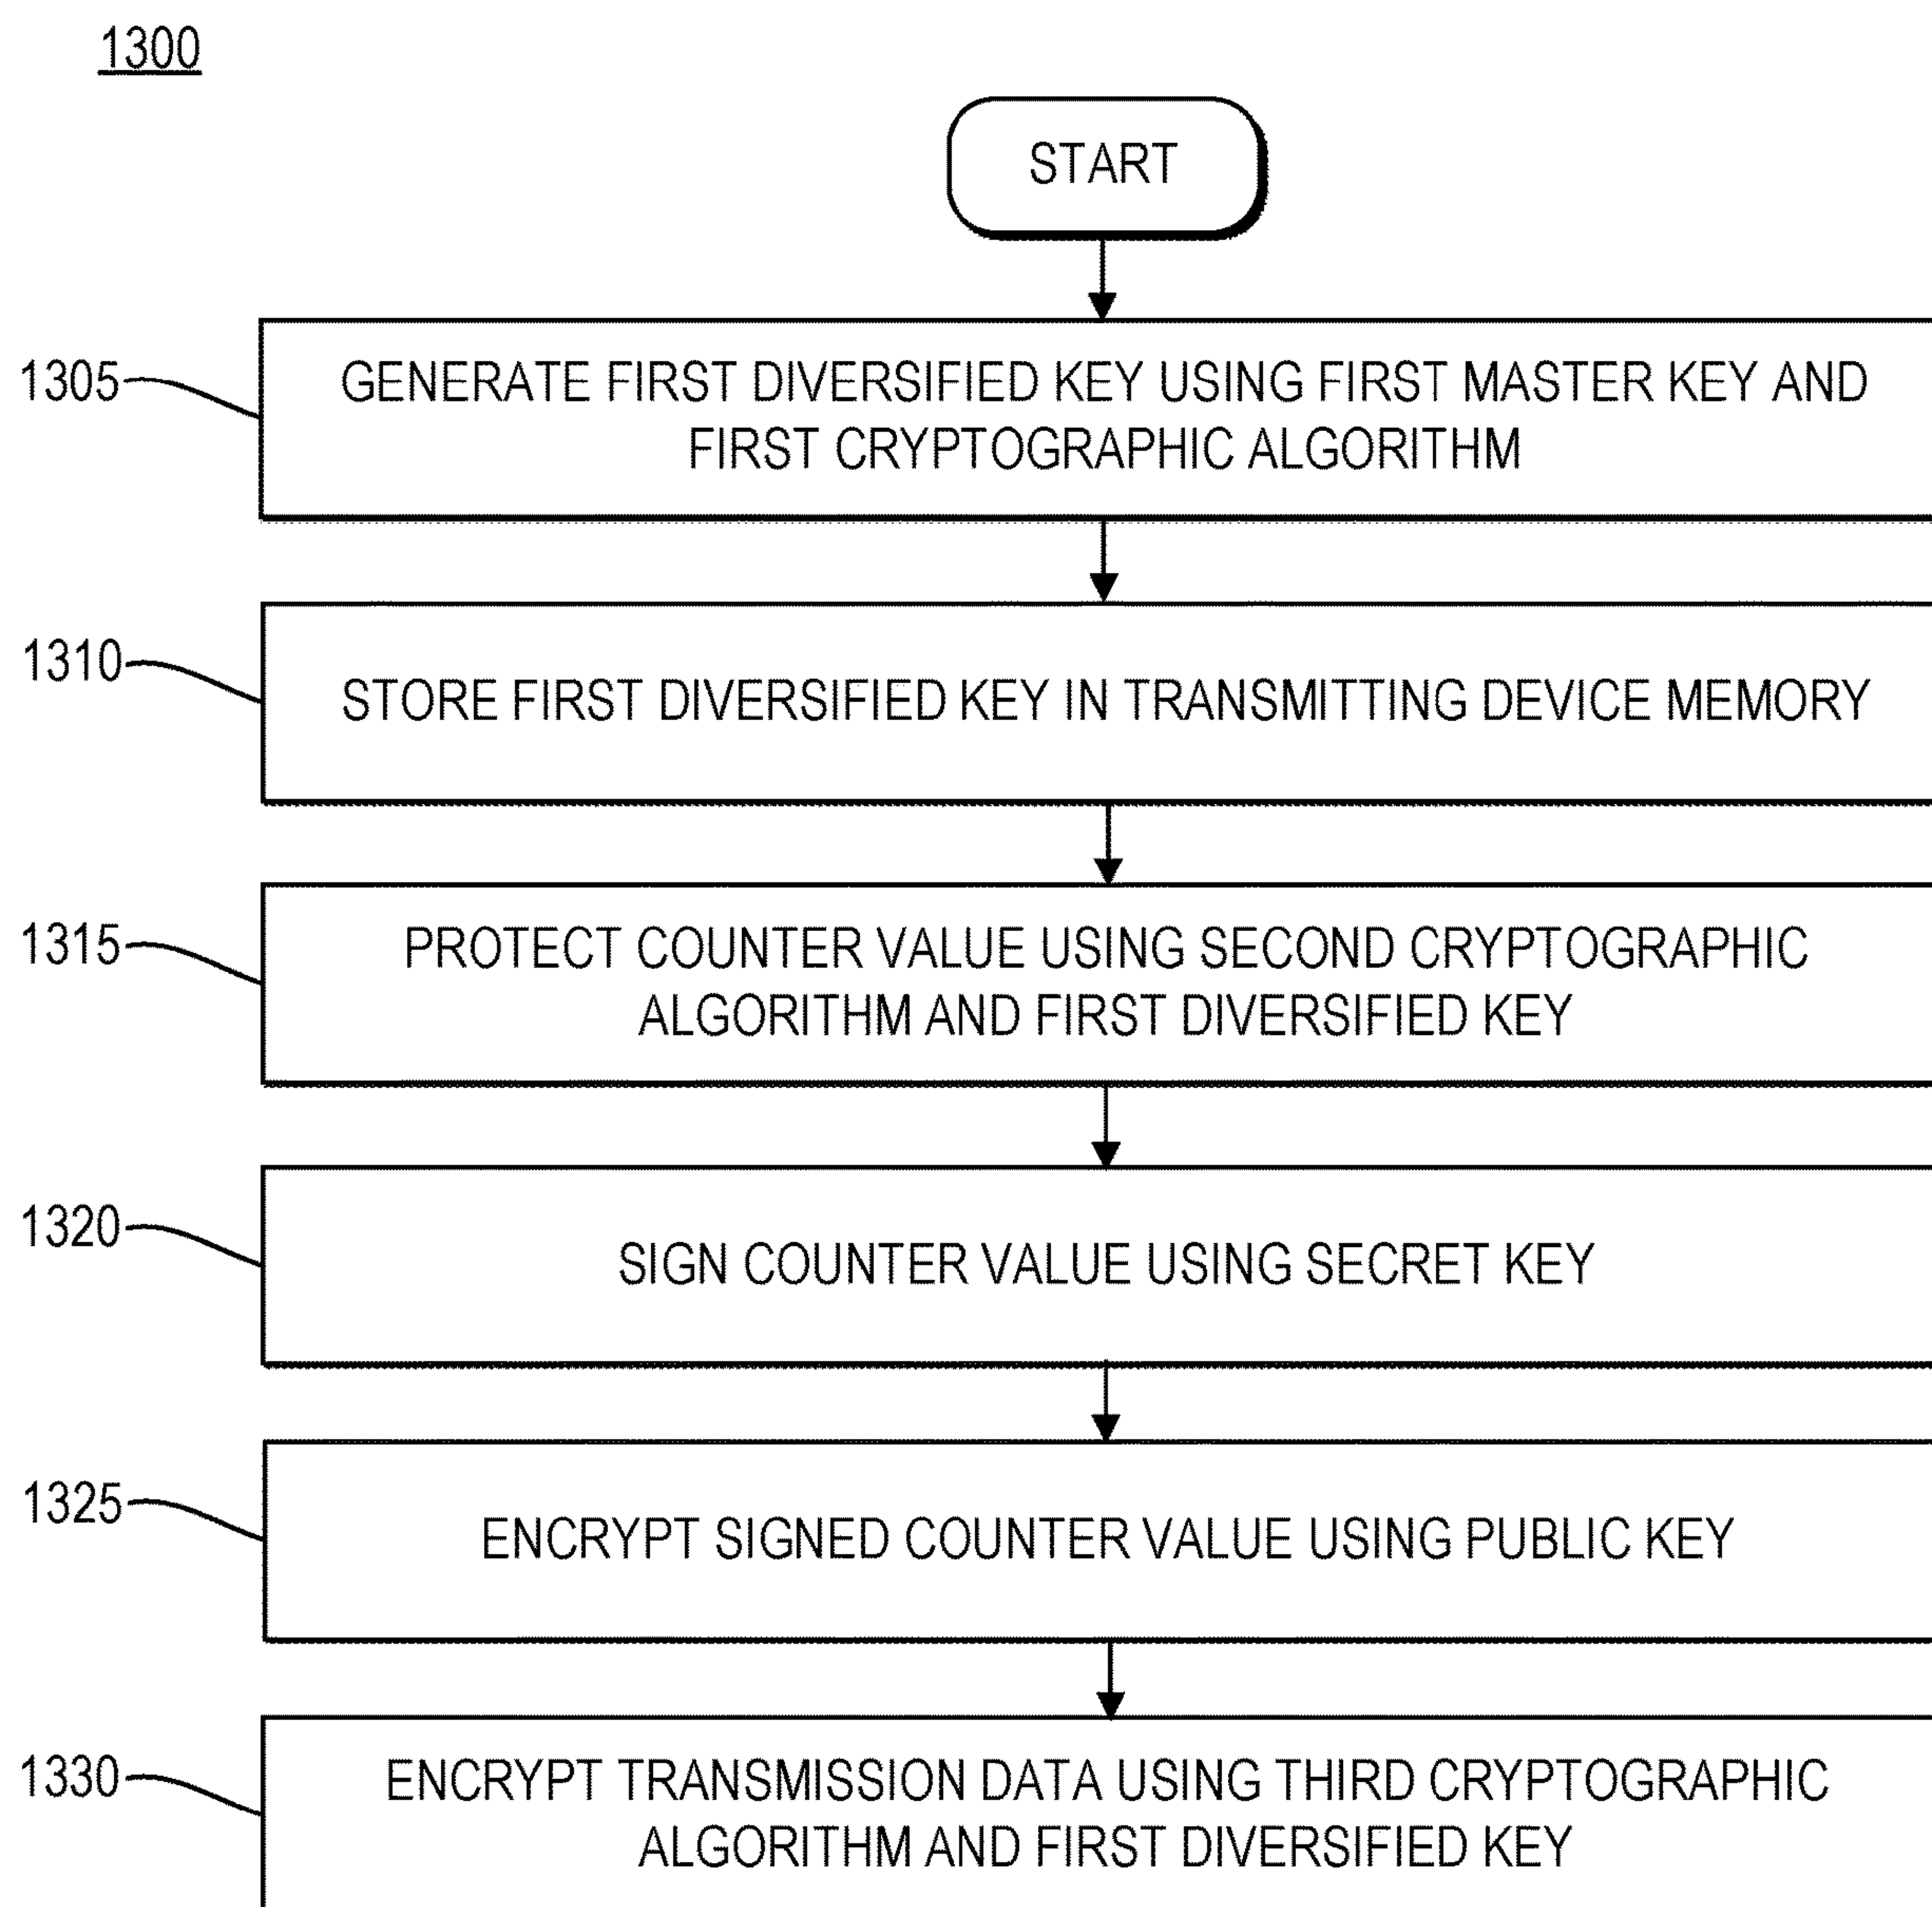 1300
START
1305
GENERATE FIRST DIVERSIFIED KEY USING FIRST MASTER KEY AND
FIRST CRYPTOGRAPHIC ALGORITHM
1310
STORE FIRST DIVERSIFIED KEY IN TRANSMITTING DEVICE MEMORY
1315
PROTECT COUNTER VALUE USING SECOND CRYPTOGRAPHIC
ALGORITHM AND FIRST DIVERSIFIED KEY
1320
SIGN COUNTER VALUE USING SECRET KEY
1325
ENCRYPT SIGNED COUNTER VALUE USING PUBLIC KEY
1330
ENCRYPT TRANSMISSION DATA USING THIRD CRYPTOGRAPHIC
ALGORITHM AND FIRST DIVERSIFIED KEY